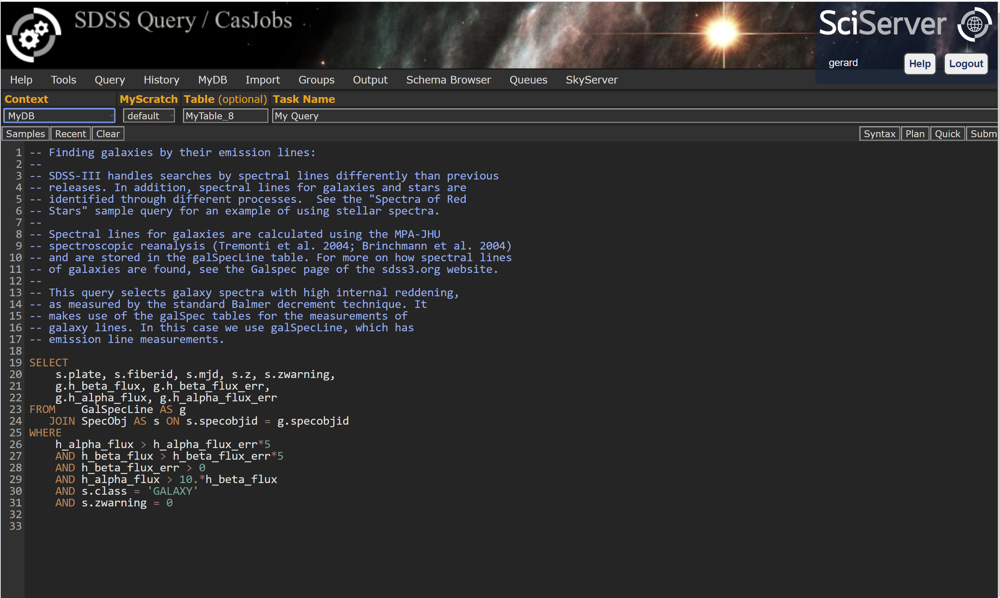 SDSS Query / CasJobs
SciServer
gerard
Help
Logout
Help Tools Query History MyDB Import Groups Output Schema Browser Queues SkyServer
Context MyScratch Table (optional) Task Name
MyDB default MyTable_8 My Query
Samples Recent Clear Syntax Plan Quick Subm
1 -- Finding galaxies by their emission lines:
2 --
3 -- SDSS-III handles searches by spectral lines differently than previous
4 -- releases. In addition, spectral lines for galaxies and stars are
5 -- identified through different processes.  See the "Spectra of Red
6 -- Stars" sample query for an example of using stellar spectra.
7 --
8 -- Spectral lines for galaxies are calculated using the MPA-JHU
9 -- spectroscopic reanalysis (Tremonti et al. 2004; Brinchmann et al. 2004)
10 -- and are stored in the galSpecLine table. For more on how spectral lines
11 -- of galaxies are found, see the Galspec page of the sdss3.org website.
12 --
13 -- This query selects galaxy spectra with high internal reddening,
14 -- as measured by the standard Balmer decrement technique. It
15 -- makes use of the galSpec tables for the measurements of
16 -- galaxy lines. In this case we use galSpecLine, which has
17 -- emission line measurements.
18
19 SELECT
20     s.plate, s.fiberid, s.mjd, s.z, s.zwarning,
21     g.h_beta_flux, g.h_beta_flux_err,
22     g.h_alpha_flux, g.h_alpha_flux_err
23 FROM    GalSpecLine AS g
24    JOIN SpecObj AS s ON s.specobjid = g.specobjid
25 WHERE
26     h_alpha_flux > h_alpha_flux_err*5
27     AND h_beta_flux > h_beta_flux_err*5
28     AND h_beta_flux_err > 0
29     AND h_alpha_flux > 10.*h_beta_flux
30     AND s.class = 'GALAXY'
31     AND s.zwarning = 0
32
33